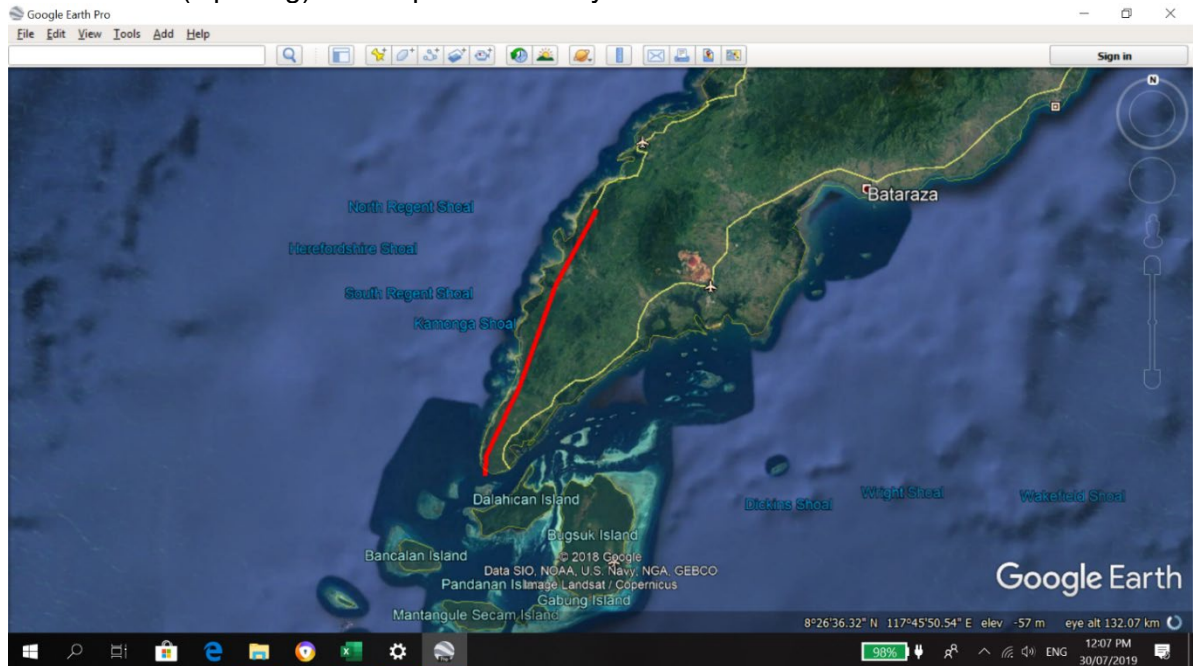 Google Earth Pro
File Edit View Tools Add Help
Sign in
N
Bataraza
North Regent Shoal
Herefordshire Shoal
South Regent Shoal
Kamonga Shoal
Dalahican Island
Dickins Shoal
Wright Shoal
Wakefield Shoal
Bugsuk Island
Bancalan Island
© 2018 Google
Data SIO, NOAA, U.S. Navy, NGA, GEBCO
Pandanan Is
Image Landsat / Copernicus
Gabung Island
Mantangule Secam Island
Google Earth
8°26'36.32" N 117°45'50.54" E elev -57 m eye alt 132.07 km
98% ENG 12:07 PM
30/07/2019